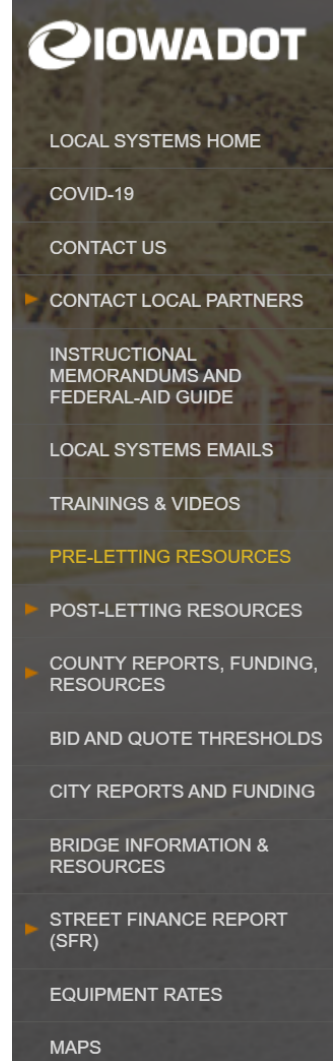 IOWADOT
LOCAL SYSTEMS HOME
COVID-19
CONTACT US
CONTACT LOCAL PARTNERS
INSTRUCTIONAL
MEMORANDUMS AND
FEDERAL-AID GUIDE
LOCAL SYSTEMS EMAILS
TRAININGS & VIDEOS
PRE-LETTING RESOURCES
POST-LETTING RESOURCES
COUNTY REPORTS, FUNDING,
RESOURCES
BID AND QUOTE THRESHOLDS
CITY REPORTS AND FUNDING
BRIDGE INFORMATION &
RESOURCES
STREET FINANCE REPORT
(SFR)
EQUIPMENT RATES
MAPS